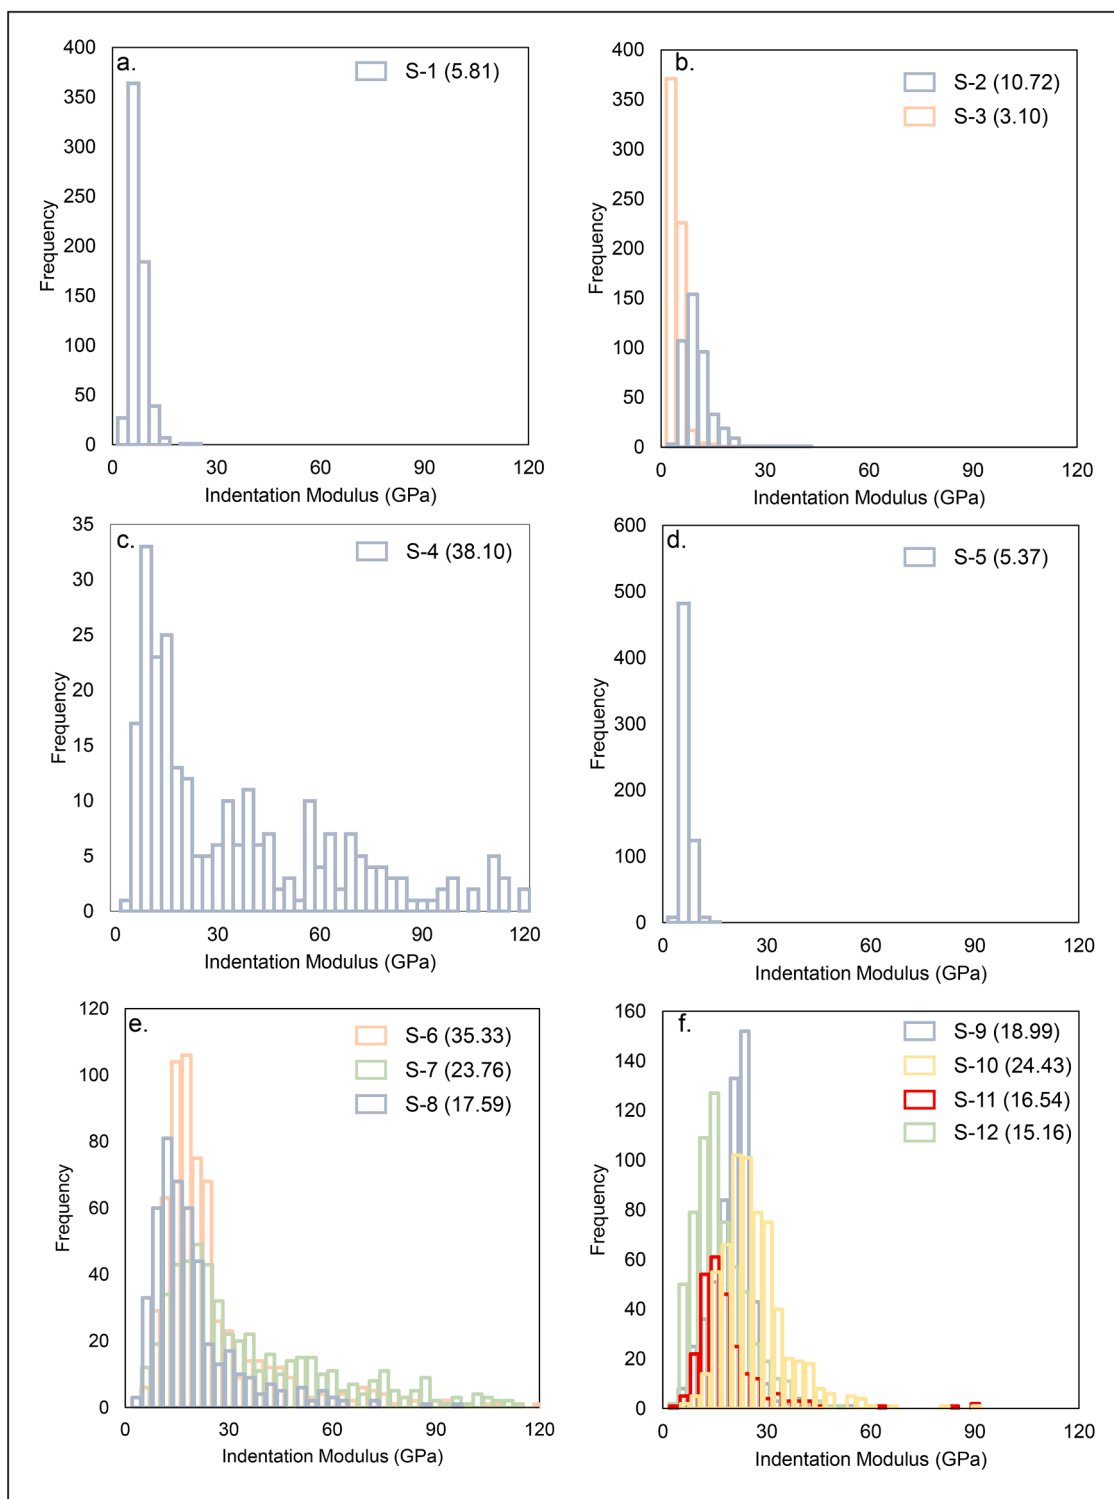 a.
S-1 (5.81)
400
350
300
250
200
150
100
50
0
Frequency
0 30 60 90 120
Indentation Modulus (GPa)
b.
S-2 (10.72)
S-3 (3.10)
400
350
300
250
200
150
100
50
0
Frequency
0 30 60 90 120
Indentation Modulus (GPa)
c.
S-4 (38.10)
35
30
25
20
15
10
5
0
Frequency
0 30 60 90 120
Indentation Modulus (GPa)
d.
S-5 (5.37)
600
500
400
300
200
100
0
Frequency
0 30 60 90 120
Indentation Modulus (GPa)
e.
S-6 (35.33)
S-7 (23.76)
S-8 (17.59)
120
100
80
60
40
20
0
Frequency
0 30 60 90 120
Indentation Modulus (GPa)
f.
S-9 (18.99)
S-10 (24.43)
S-11 (16.54)
S-12 (15.16)
160
140
120
100
80
60
40
20
0
Frequency
0 30 60 90 120
Indentation Modulus (GPa)